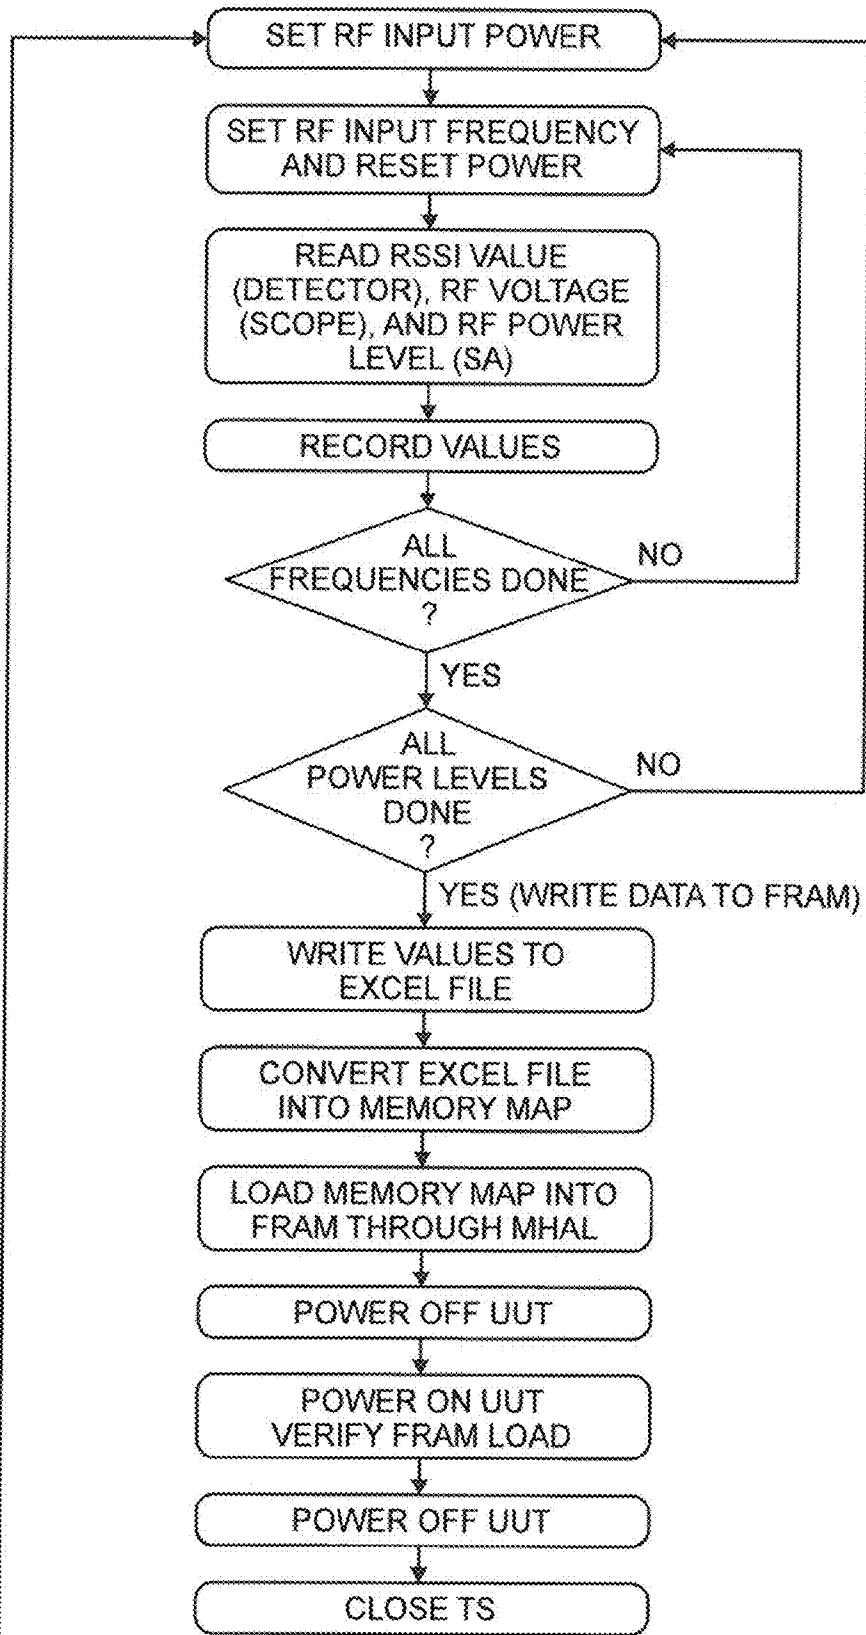 SET RF INPUT POWER
SET RF INPUT FREQUENCY
AND RESET POWER
READ RSSI VALUE
(DETECTOR), RF VOLTAGE
(SCOPE), AND RF POWER
LEVEL (SA)
RECORD VALUES
ALL
FREQUENCIES DONE
?
NO
YES
ALL
POWER LEVELS
DONE
?
NO
YES (WRITE DATA TO FRAM)
WRITE VALUES TO
EXCEL FILE
CONVERT EXCEL FILE
INTO MEMORY MAP
LOAD MEMORY MAP INTO
FRAM THROUGH MHAL
POWER OFF UUT
POWER ON UUT
VERIFY FRAM LOAD
POWER OFF UUT
CLOSE TS